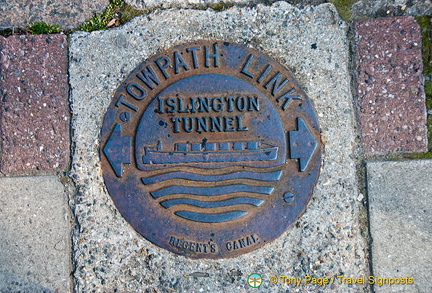 TOWPATH LINK
ISLINGTON
TUNNEL
REGENT'S CANAL
© Tony Page / Travel Signposts